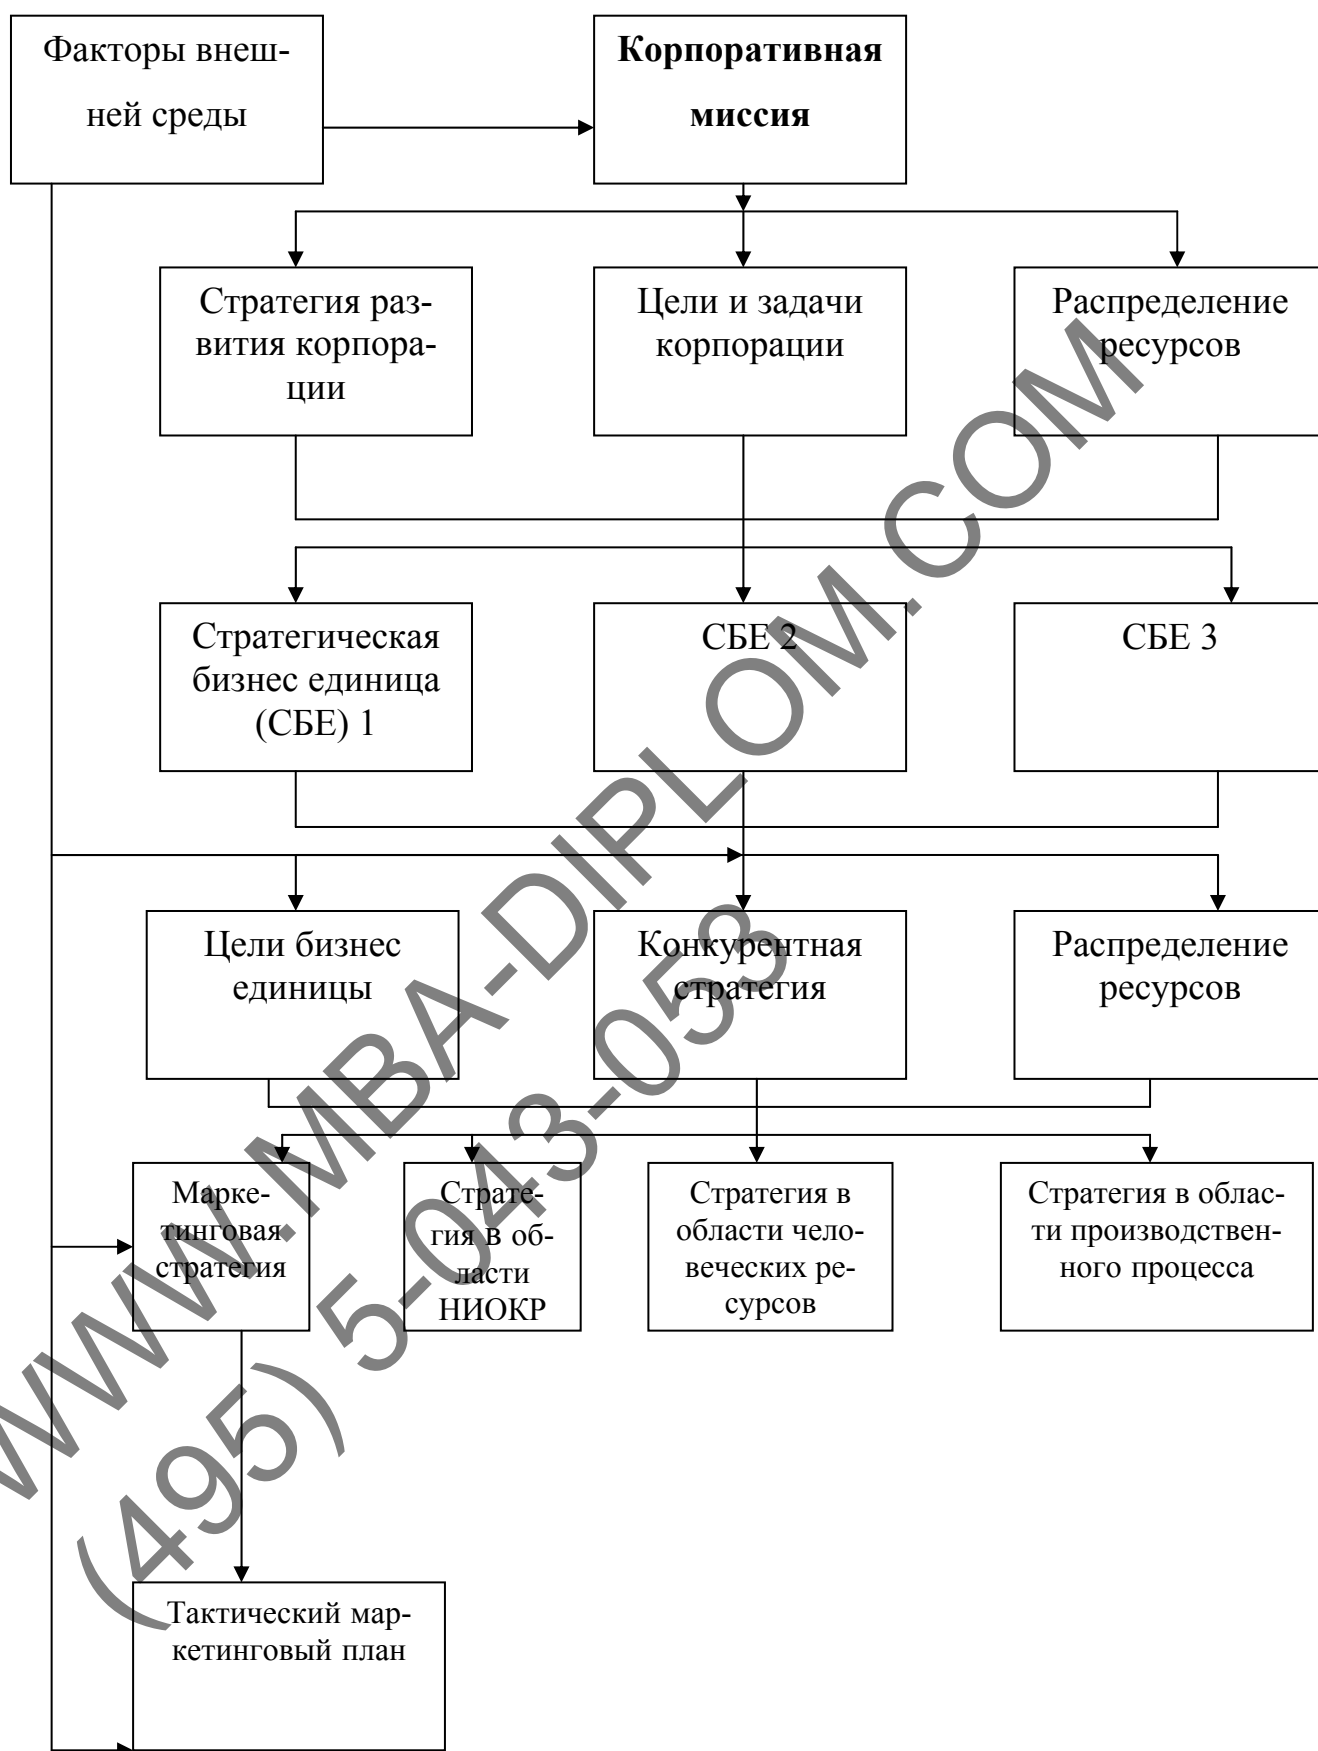 Факторы внеш-
ней среды
Корпоративная
миссия
Стратегия раз-
вития корпора-
ции
Цели и задачи
корпорации
Распределение
ресурсов
Стратегическая
бизнес единица
(СБЕ) 1
СБЕ 2
СБЕ 3
Цели бизнес
единицы
Конкурентная
стратегия
Распределение
ресурсов
Марке-
тинговая
стратегия
Страте-
гия в об-
ласти
НИОКР
Стратегия в
области чело-
веческих ре-
сурсов
Стратегия в облас-
ти производствен-
ного процесса
Тактический мар-
кетинговый план
WWW.MBA-DIPLOM.COM
(495) 5-043-053